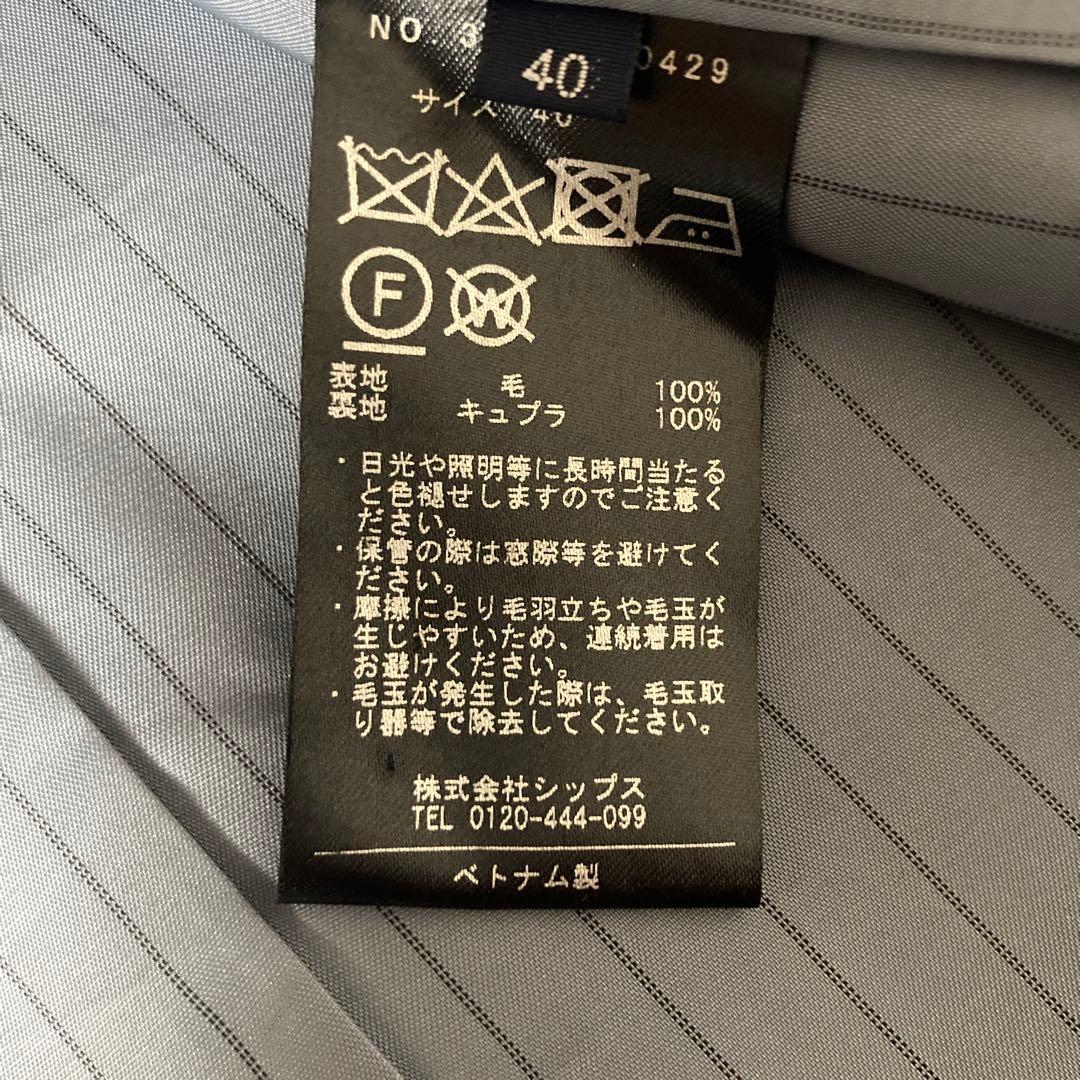 NO 3
40
0429
サイズ 40
F
W
表地 毛 100%
裏地 キュプラ 100%
・日光や照明等に長時間当たる
と色褪せしますのでご注意く
ださい。
・保管の際は窓際等を避けてく
ださい。
・摩擦により毛羽立ちや毛玉が
生じやすいため、連続着用は
お避けください。
・毛玉が発生した際は、毛玉取
り器等で除去してください。
株式会社シップス
TEL 0120-444-099
ベトナム製